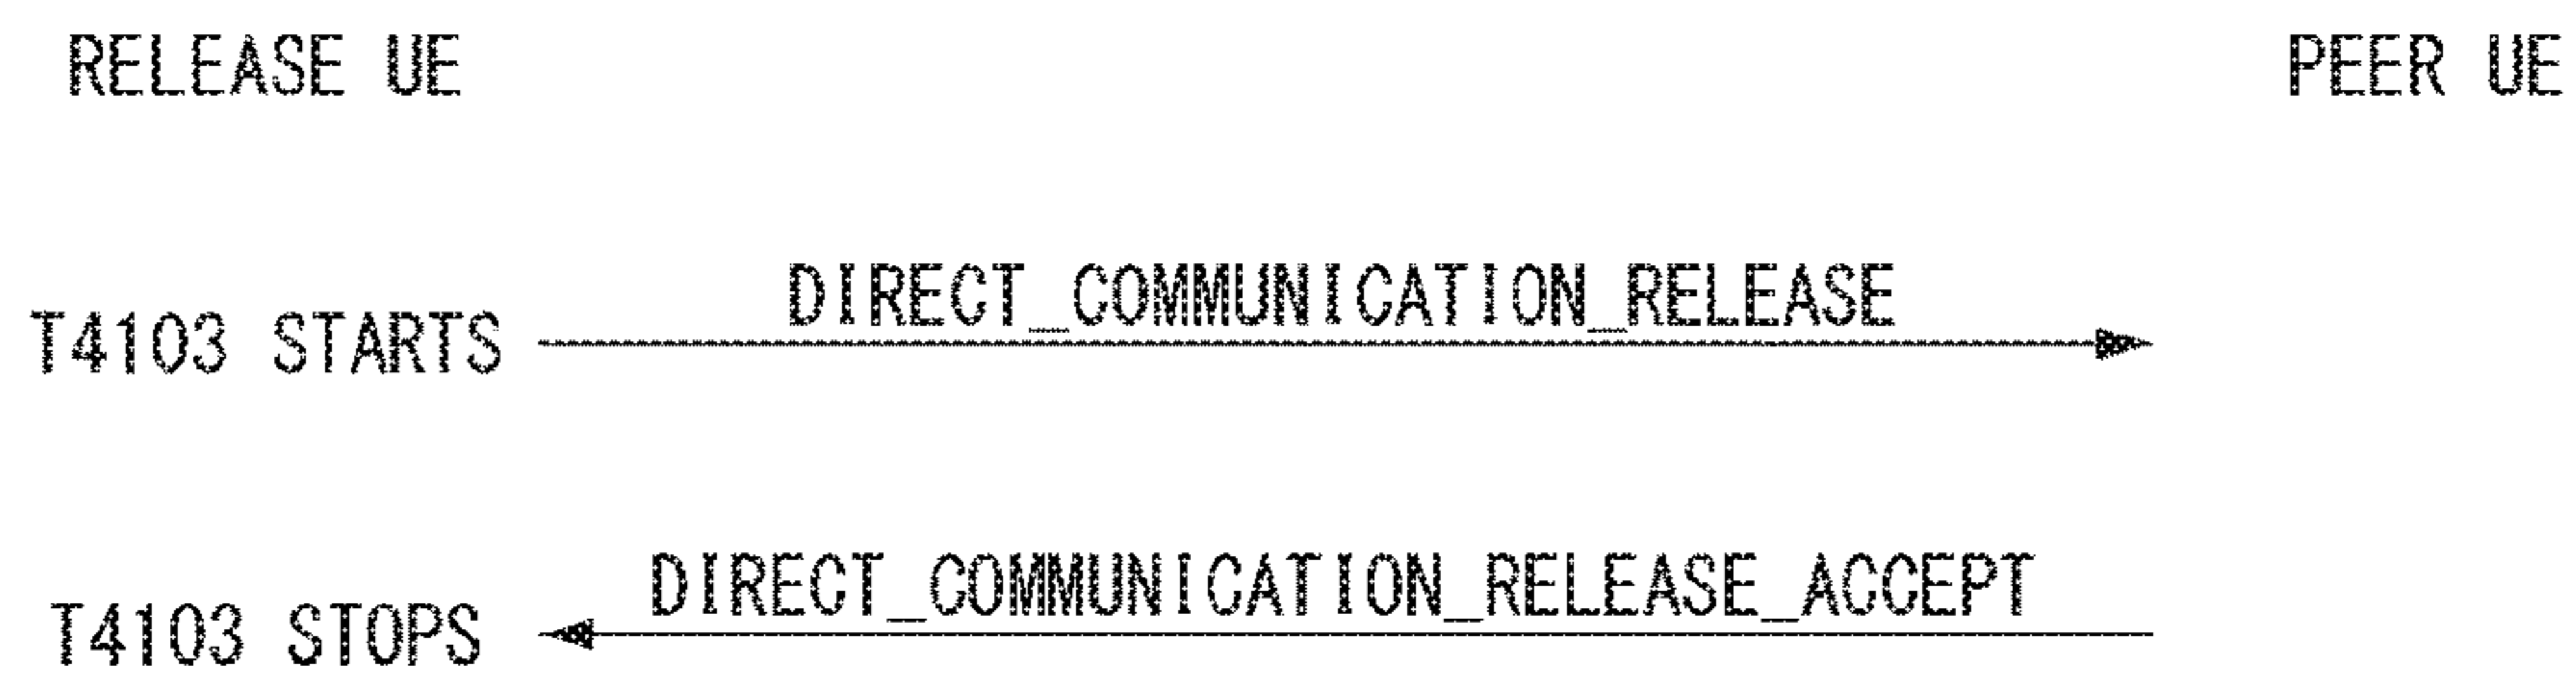 RELEASE UE PEER UE
DIRECT_COMMUNICATION_RELEASE
T4103 STARTS
DIRECT_COMMUNICATION_RELEASE_ACCEPT
T4103 STOPS